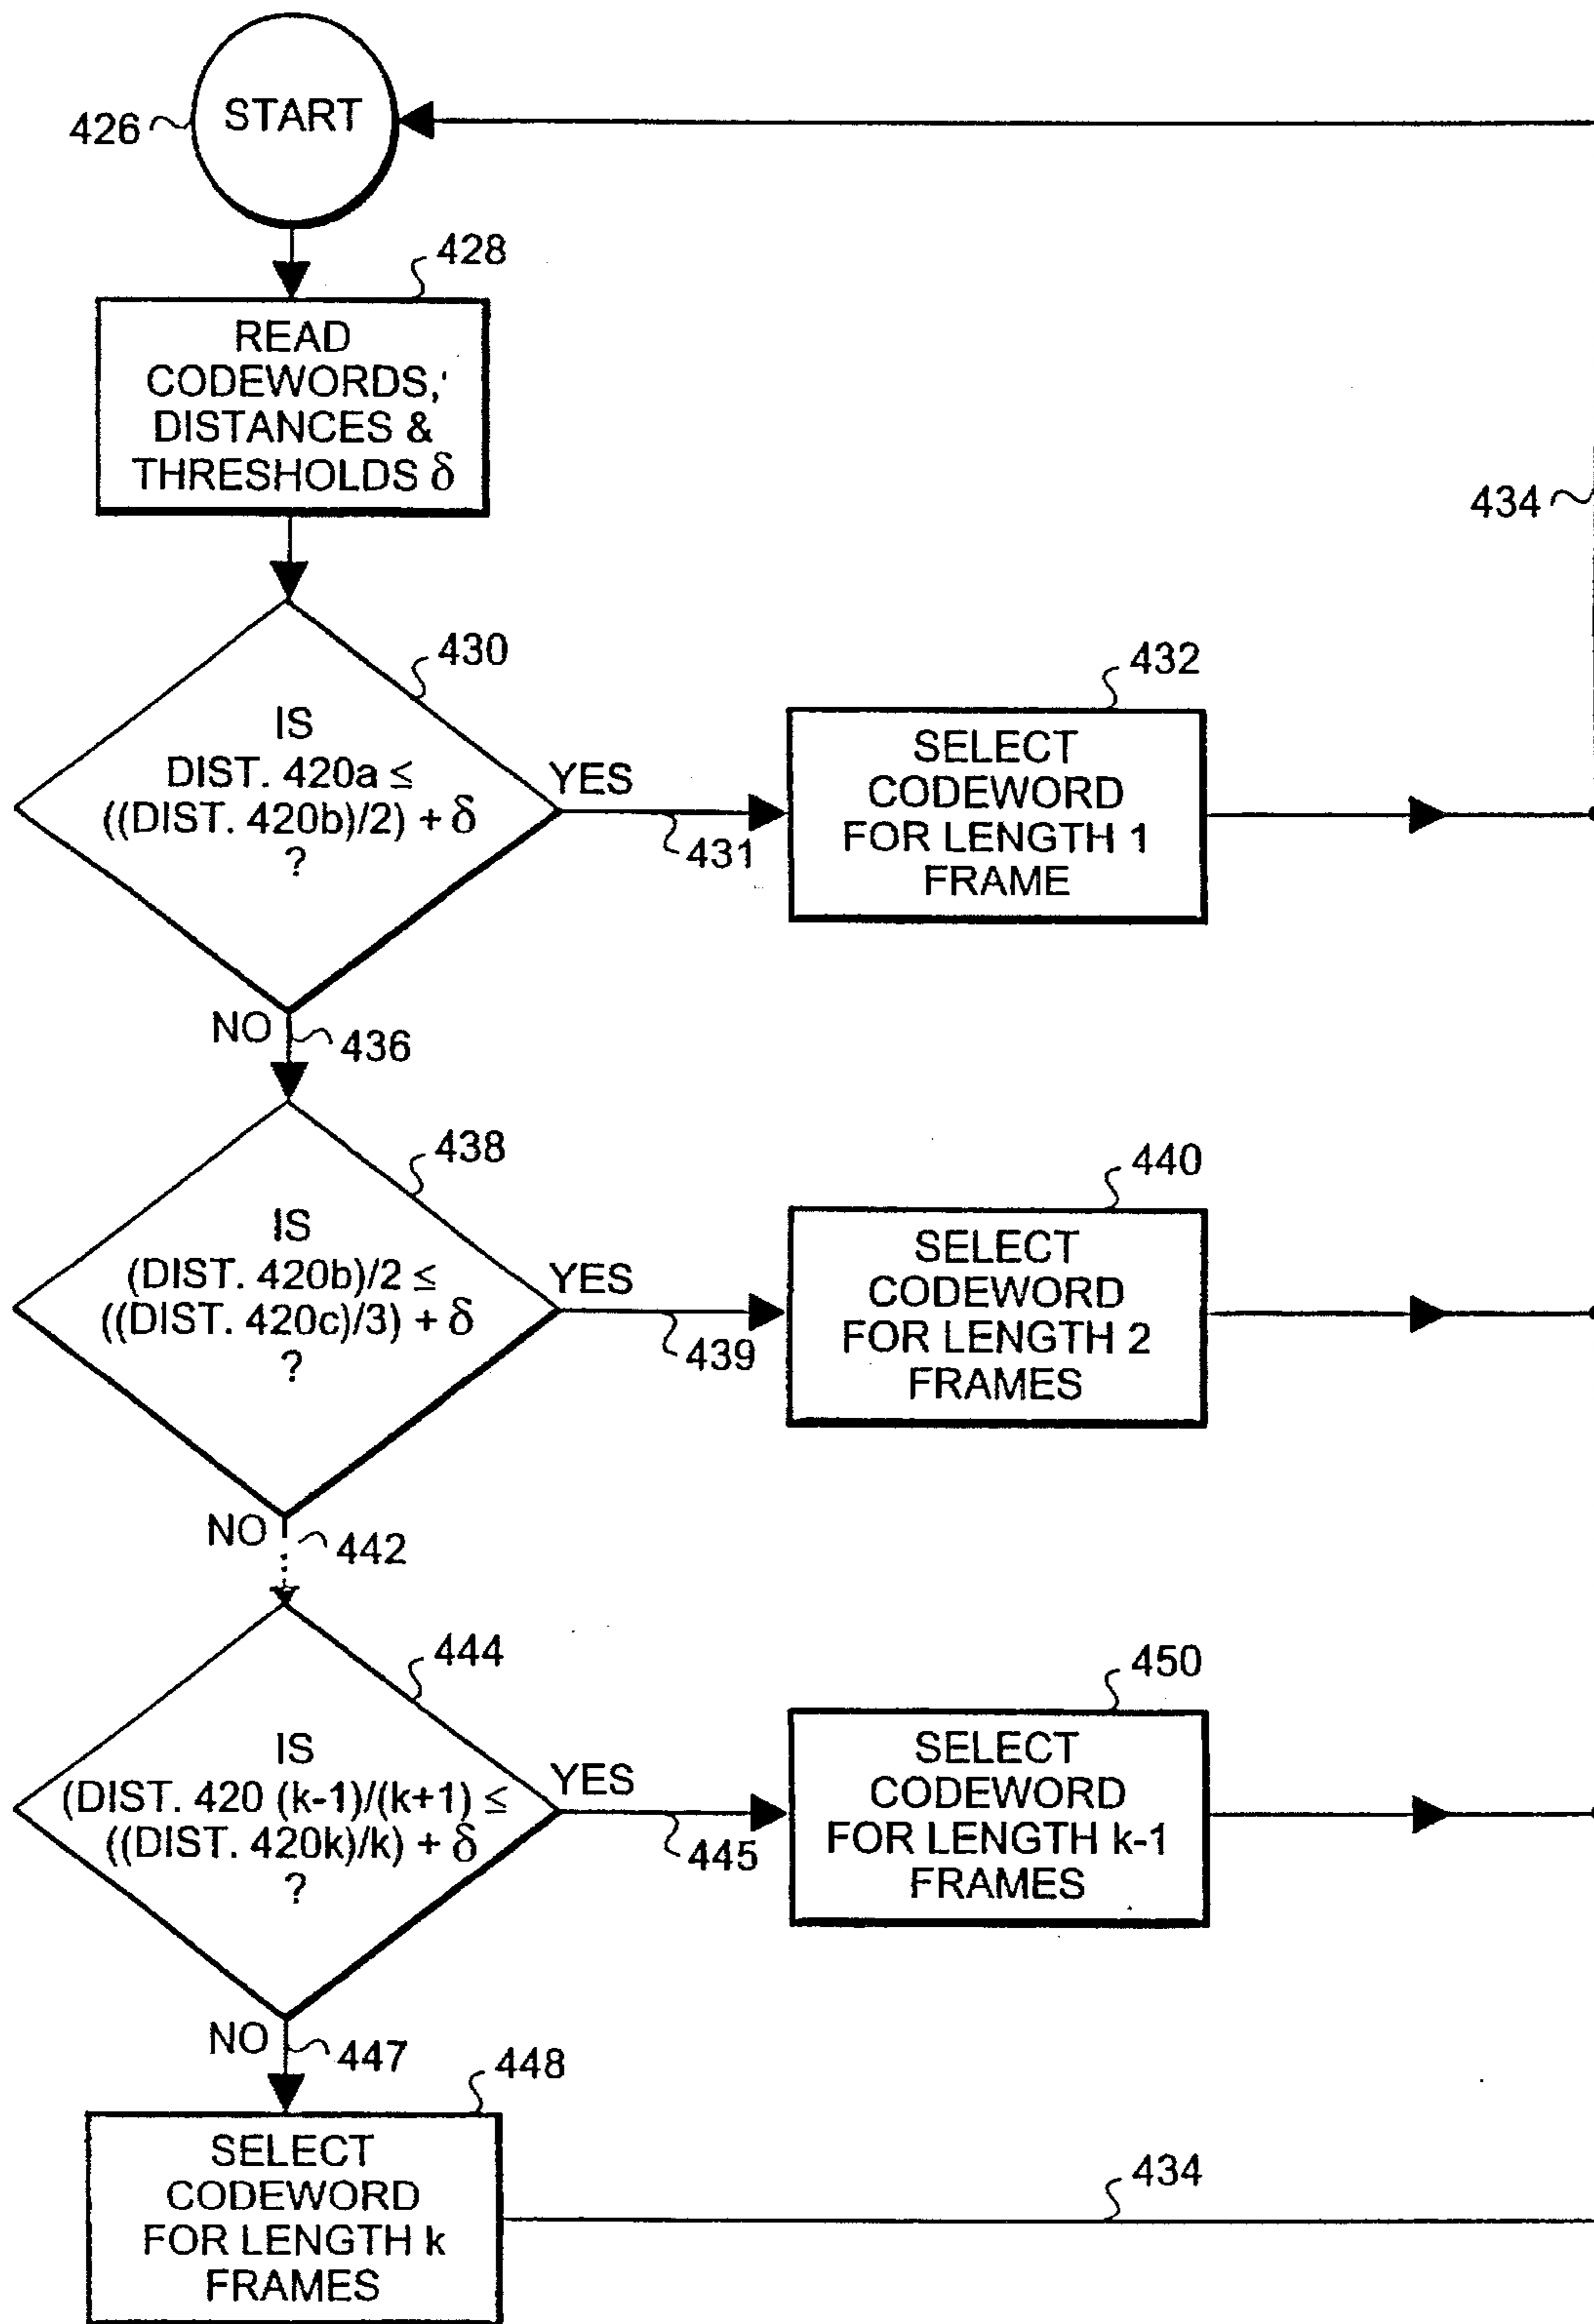 426
START
428
READ
CODEWORDS,
DISTANCES &
THRESHOLDS δ
434
430
IS
DIST. 420a ≤
((DIST. 420b)/2) + δ
?
YES
431
432
SELECT
CODEWORD
FOR LENGTH 1
FRAME
NO
436
438
IS
(DIST. 420b)/2 ≤
((DIST. 420c)/3) + δ
?
YES
439
440
SELECT
CODEWORD
FOR LENGTH 2
FRAMES
NO
442
444
IS
(DIST. 420 (k-1)/(k+1) ≤
((DIST. 420k)/k) + δ
?
YES
445
450
SELECT
CODEWORD
FOR LENGTH k-1
FRAMES
NO
447
448
SELECT
CODEWORD
FOR LENGTH k
FRAMES
434